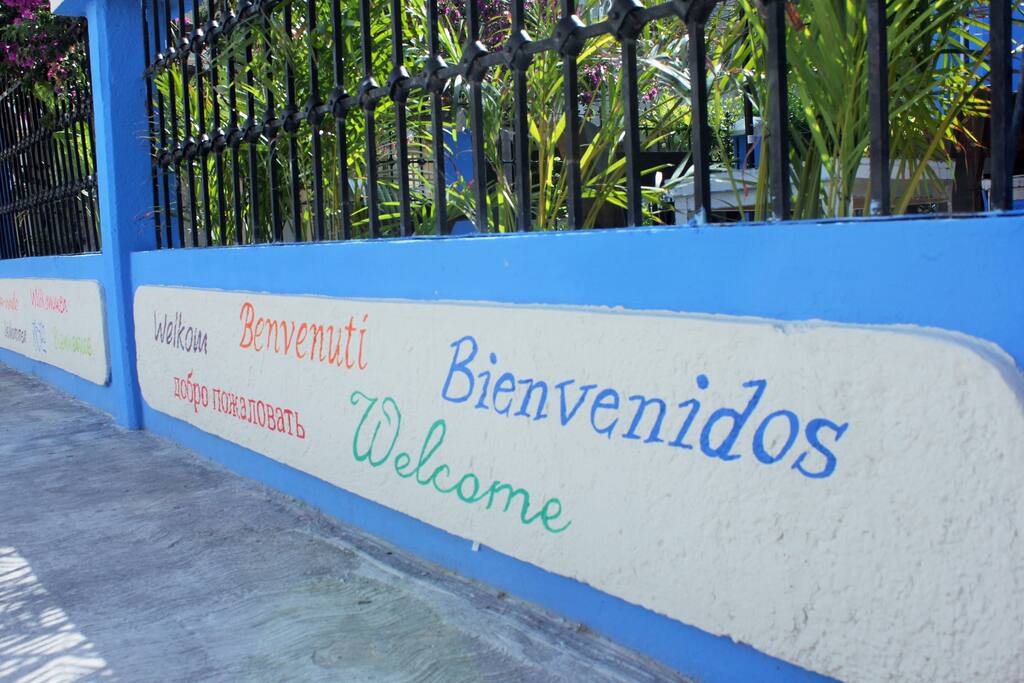 Welkom Benvenuti Bienvenidos
добро пожаловать Welcome